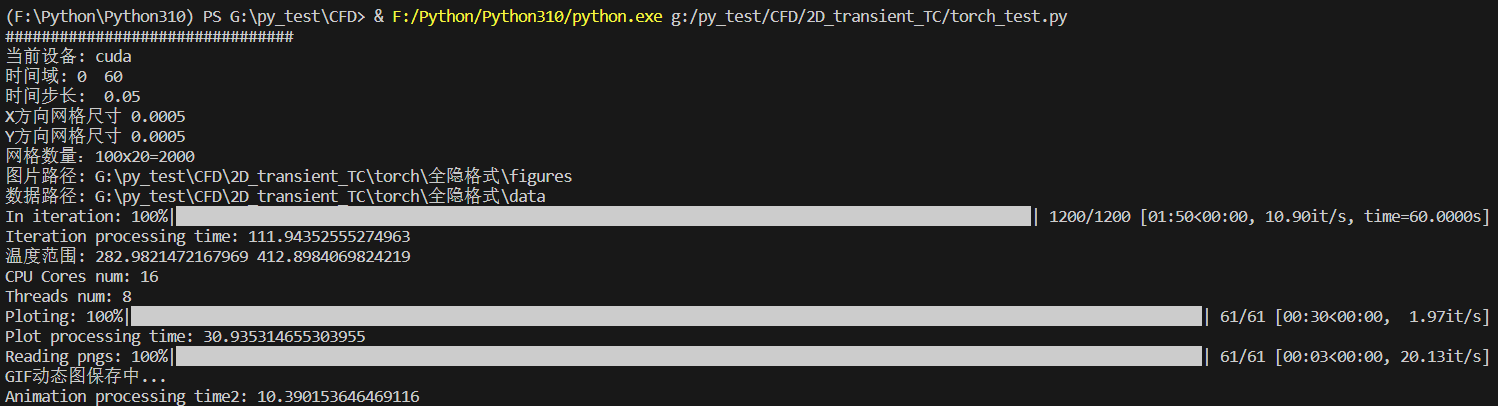 (F:\Python\Python310) PS G:\py_test\CFD> & F:/Python/Python310/python.exe g:/py_test/CFD/2D_transient_TC/torch_test.py
################################
当前设备: cuda
时间域: 0  60
时间步长:  0.05
X方向网格尺寸 0.0005
Y方向网格尺寸 0.0005
网格数量: 100x20=2000
图片路径: G:\py_test\CFD\2D_transient_TC\torch\全隐格式\figures
数据路径: G:\py_test\CFD\2D_transient_TC\torch\全隐格式\data
In iteration: 100%|| 1200/1200 [01:50<00:00, 10.90it/s, time=60.0000s]
Iteration processing time: 111.94352555274963
温度范围: 282.9821472167969 412.8984069824219
CPU Cores num: 16
Threads num: 8
Ploting: 100%|| 61/61 [00:30<00:00,  1.97it/s]
Plot processing time: 30.935314655303955
Reading pngs: 100%|| 61/61 [00:03<00:00, 20.13it/s]
GIF动态图保存中...
Animation processing time2: 10.390153646469116